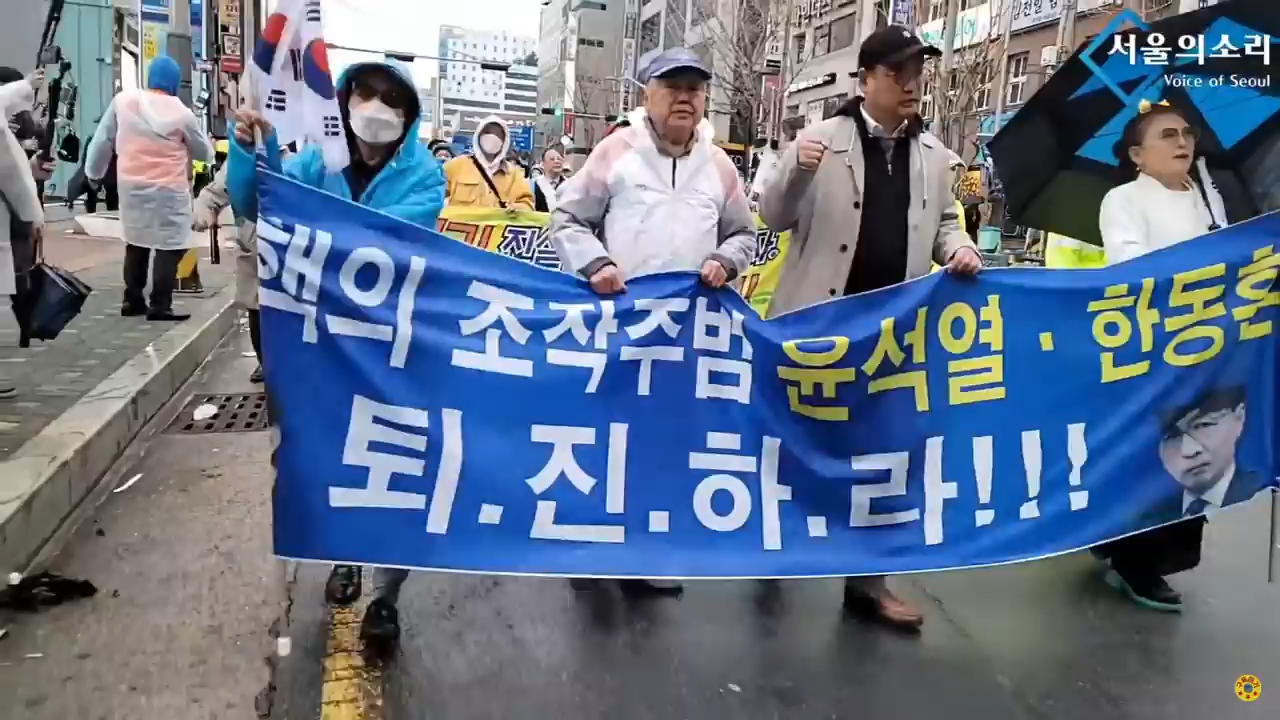 서울의소리
Voice of Seoul
핵의 조작주범 윤석열 · 한동훈
퇴.진.하.라!!!